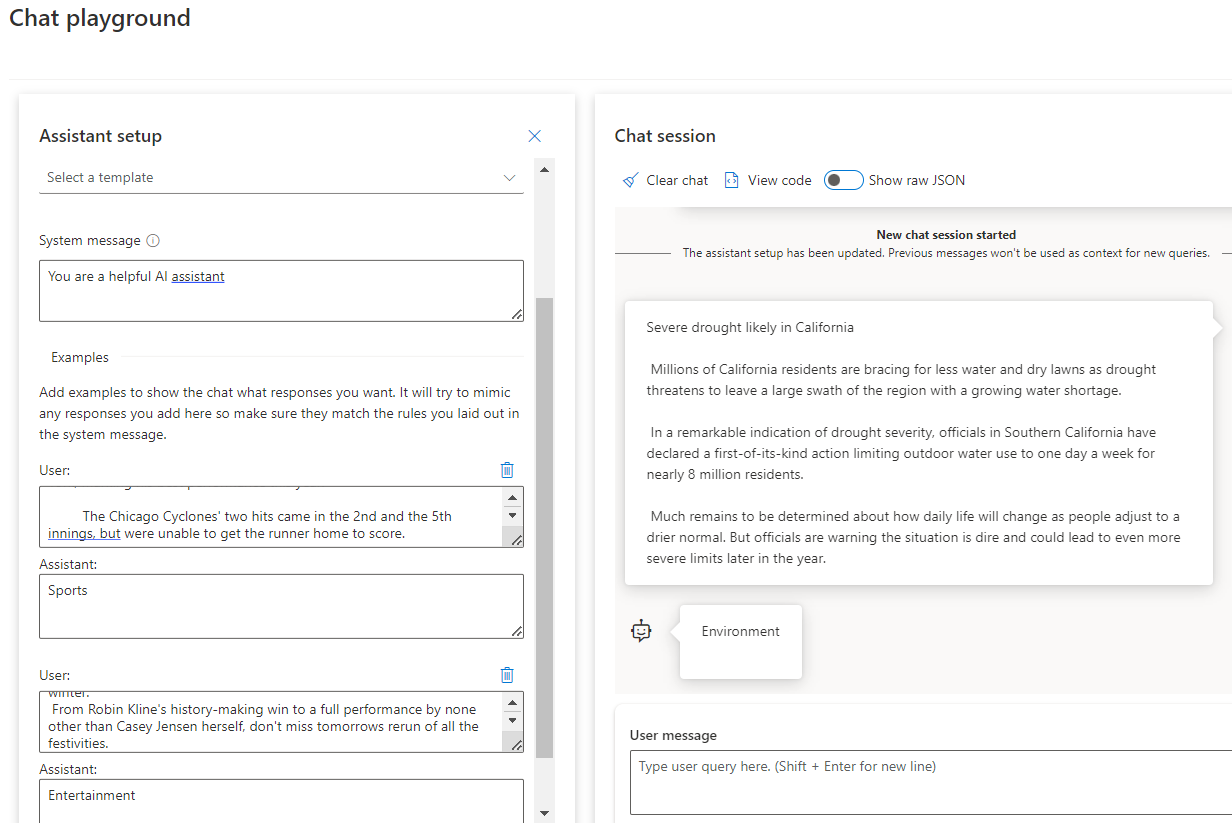 Chat playground
Assistant setup
Select a template
System message
You are a helpful AI assistant
Examples
Add examples to show the chat what responses you want. It will try to mimic
any responses you add here so make sure they match the rules you laid out in
the system message.
User:
The Chicago Cyclones' two hits came in the 2nd and the 5th
innings, but were unable to get the runner home to score.
Assistant:
Sports
User:
winter.
From Robin Kline's history-making win to a full performance by none
other than Casey Jensen herself, don't miss tomorrows rerun of all the
festivities.
Assistant:
Entertainment
Chat session
Clear chat
View code
Show raw JSON
New chat session started
The assistant setup has been updated. Previous messages won't be used as context for new queries.
Severe drought likely in California
Millions of California residents are bracing for less water and dry lawns as drought
threatens to leave a large swath of the region with a growing water shortage.
In a remarkable indication of drought severity, officials in Southern California have
declared a first-of-its-kind action limiting outdoor water use to one day a week for
nearly 8 million residents.
Much remains to be determined about how daily life will change as people adjust to a
drier normal. But officials are warning the situation is dire and could lead to even more
severe limits later in the year.
Environment
User message
Type user query here. (Shift + Enter for new line)